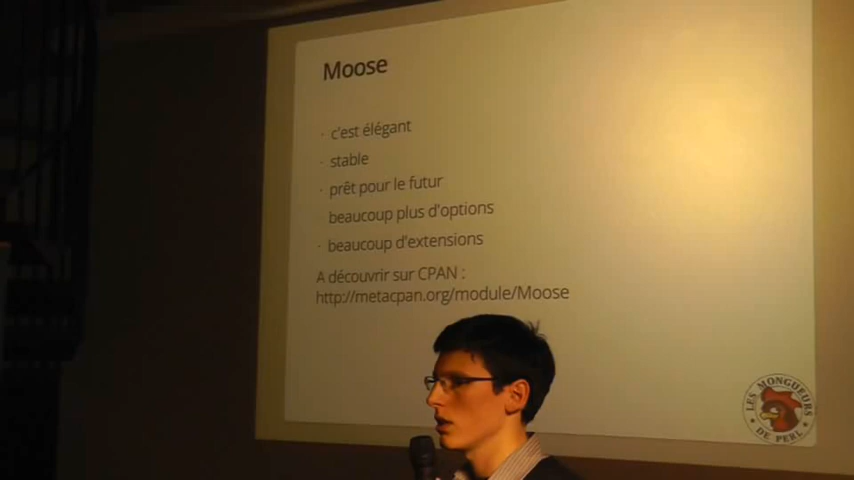 Moose
· c'est élégant
· stable
· prêt pour le futur
beaucoup plus d'options
· beaucoup d'extensions
A découvrir sur CPAN :
http://metacpan.org/module/Moose
LES MONGUEURS
• DE PERL •